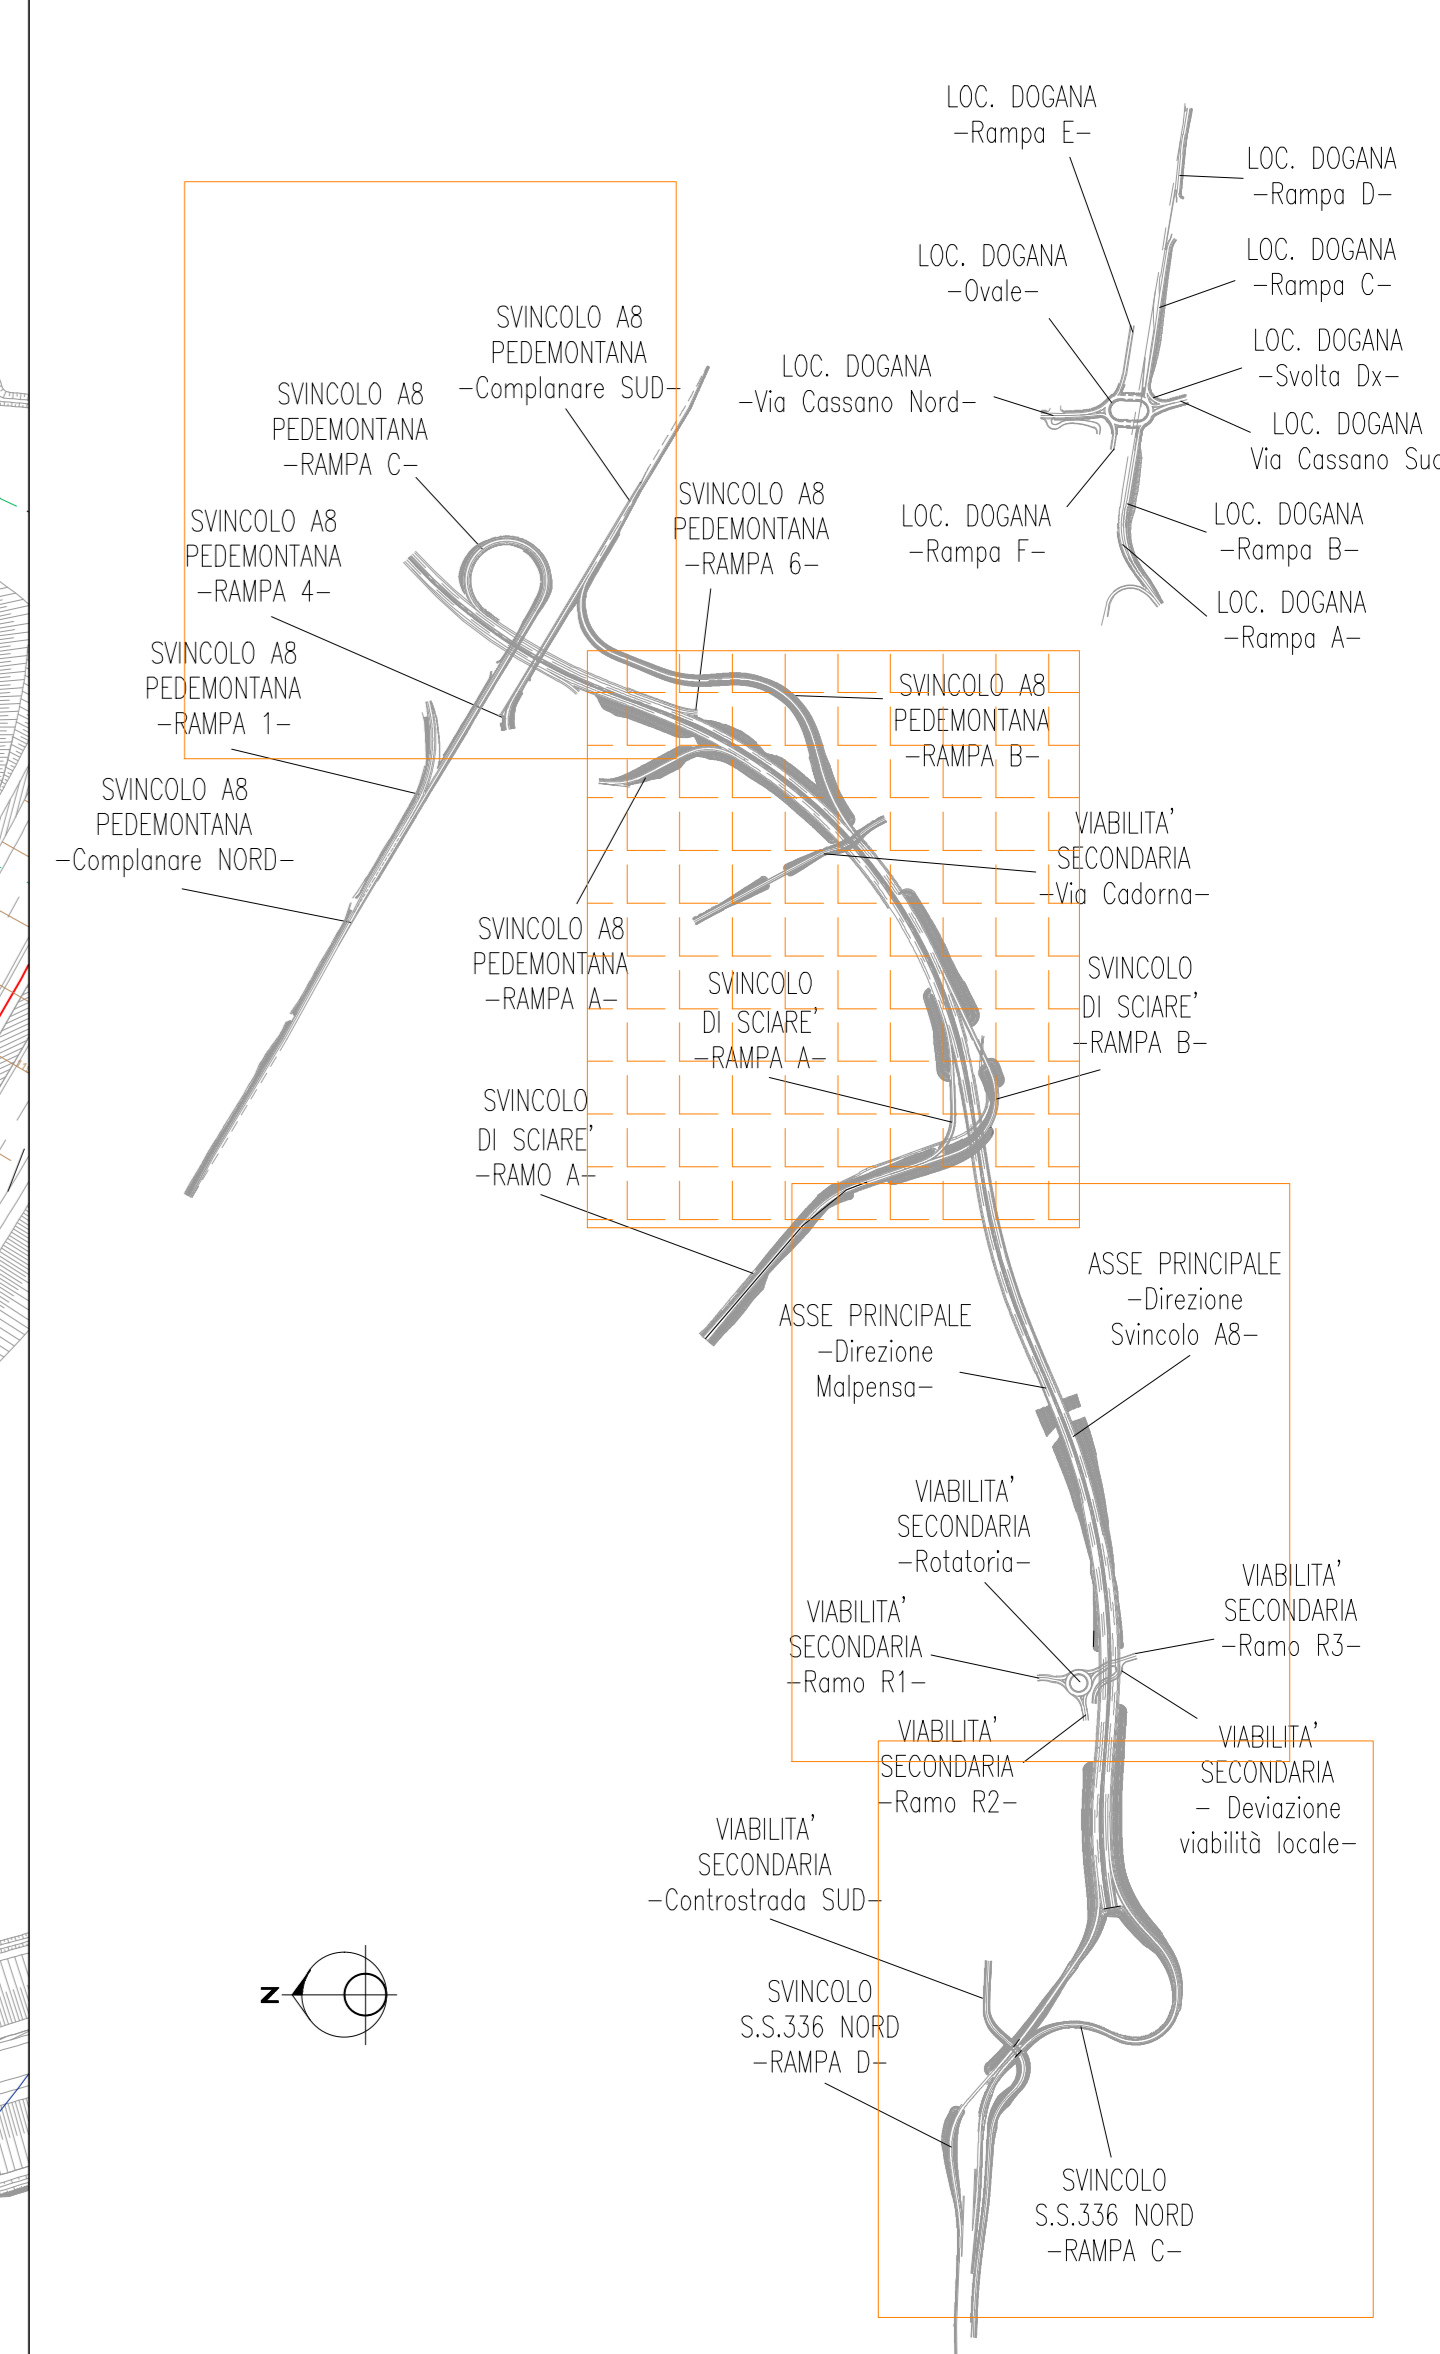 LOC. DOGANA
-Rampa E-
LOC. DOGANA
-Rampa D-
LOC. DOGANA
-Ovale-
LOC. DOGANA
-Rampa C-
SVINCOLO A8
PEDEMONTANA
-Complanare SUD-
LOC. DOGANA
-Svolta Dx-
LOC. DOGANA
-Via Cassano Nord-
SVINCOLO A8
PEDEMONTANA
-RAMPA C-
LOC. DOGANA
Via Cassano Sud
SVINCOLO A8
PEDEMONTANA
-RAMPA 6-
LOC. DOGANA
-Rampa F-
LOC. DOGANA
-Rampa B-
SVINCOLO A8
PEDEMONTANA
-RAMPA 4-
LOC. DOGANA
-Rampa A-
SVINCOLO A8
PEDEMONTANA
-RAMPA 1-
SVINCOLO A8
PEDEMONTANA
-RAMPA B-
SVINCOLO A8
PEDEMONTANA
-Complanare NORD-
VIABILITA'
SECONDARIA
-Via Cadorna-
SVINCOLO A8
PEDEMONTANA
-RAMPA A-
SVINCOLO
DI SCIARE'
-RAMPA A-
SVINCOLO
DI SCIARE'
-RAMPA B-
SVINCOLO
DI SCIARE'
-RAMO A-
ASSE PRINCIPALE
-Direzione
Svincolo A8-
ASSE PRINCIPALE
-Direzione
Malpensa-
VIABILITA'
SECONDARIA
-Rotatoria-
VIABILITA'
SECONDARIA
-Ramo R3-
VIABILITA'
SECONDARIA
-Ramo R1-
VIABILITA'
SECONDARIA
-Ramo R2-
VIABILITA'
SECONDARIA
- Deviazione
viabilità locale-
VIABILITA'
SECONDARIA
-Controstrada SUD-
N
SVINCOLO
S.S.336 NORD
-RAMPA D-
SVINCOLO
S.S.336 NORD
-RAMPA C-